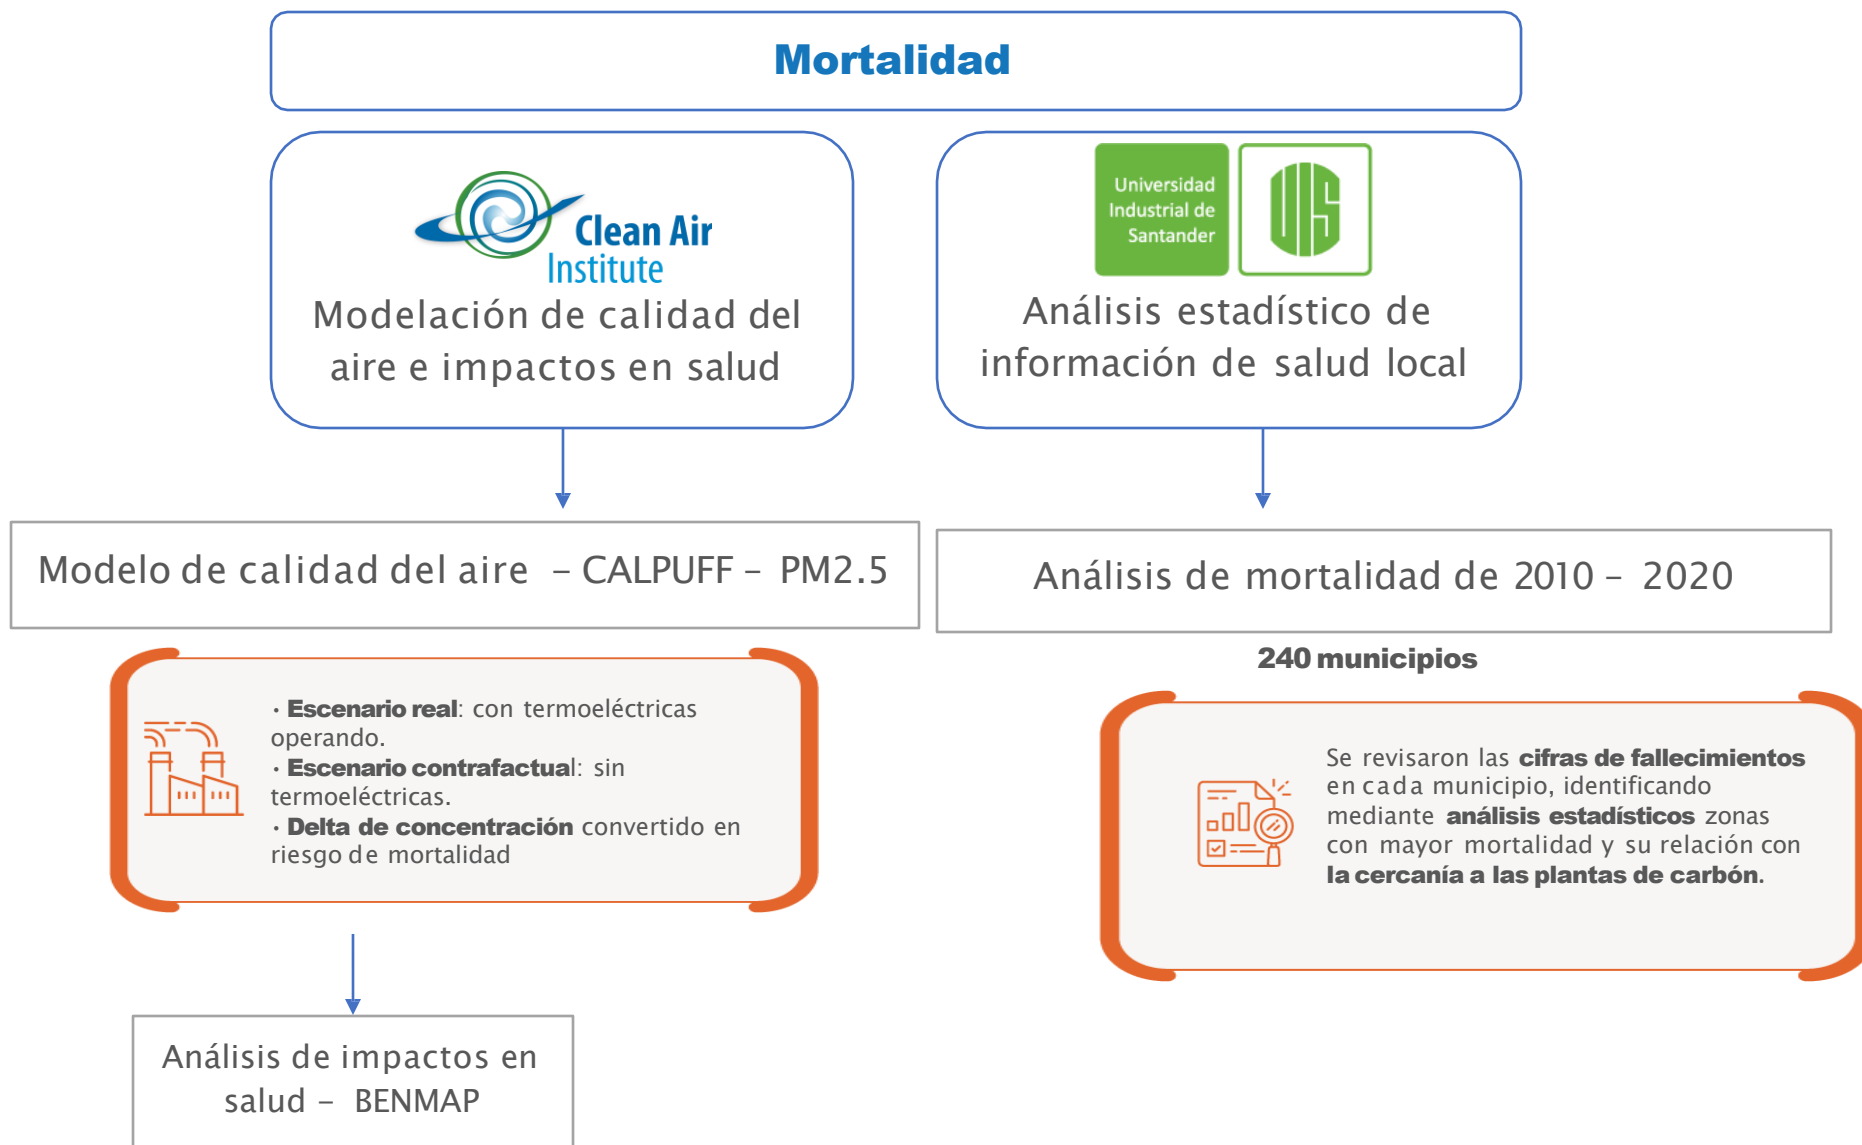 Mortalidad
Clean Air
Institute
Modelación de calidad del
aire e impactos en salud
Universidad
Industrial de
Santander
UIS
Análisis estadístico de
información de salud local
Modelo de calidad del aire – CALPUFF – PM2.5
Análisis de mortalidad de 2010 – 2020
240 municipios
· Escenario real: con termoeléctricas
operando.
· Escenario contrafactual: sin
termoeléctricas.
· Delta de concentración convertido en
riesgo de mortalidad
Se revisaron las cifras de fallecimientos
en cada municipio, identificando
mediante análisis estadísticos zonas
con mayor mortalidad y su relación con
la cercanía a las plantas de carbón.
Análisis de impactos en
salud – BENMAP